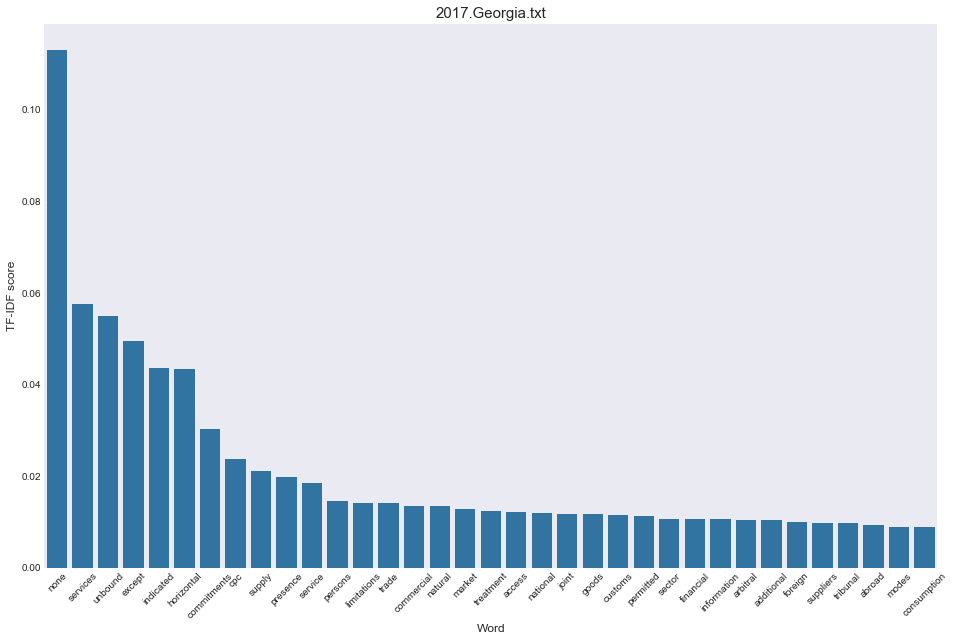 2017.Georgia.txt
TF-IDF score
0.10
0.08
0.06
0.04
0.02
0.00
none
services
unbound
except
indicated
horizontal
commitments
cpc
supply
presence
service
persons
limitations
trade
commercial
natural
market
treatment
access
national
joint
goods
customs
permitted
sector
financial
information
arbitral
additional
foreign
suppliers
tribunal
abroad
modes
consumption
Word